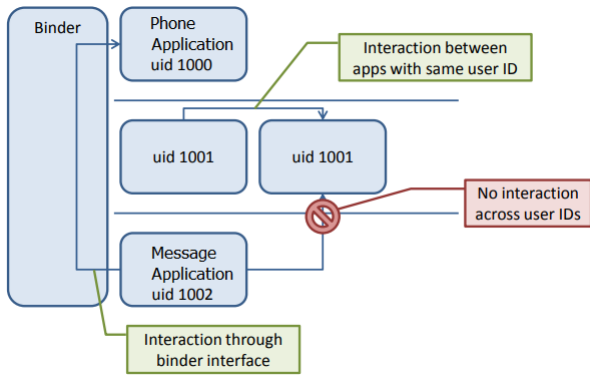 Binder
Phone
Application
uid 1000
Interaction between
apps with same user ID
uid 1001
uid 1001
No interaction
across user IDs
Message
Application
uid 1002
Interaction through
binder interface